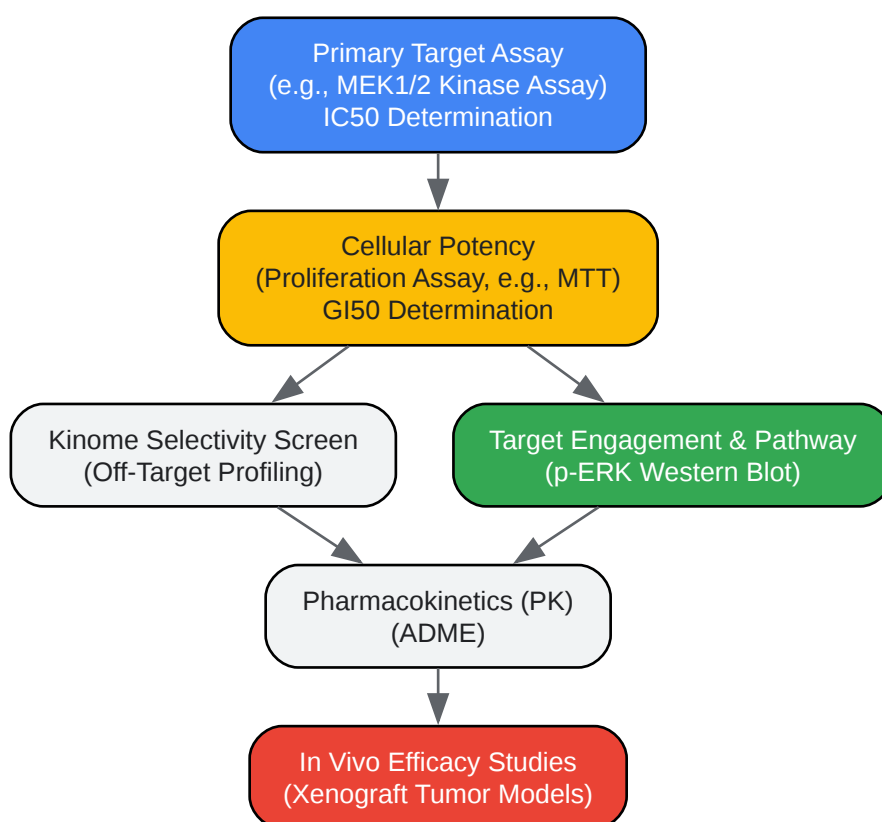 Primary Target Assay
(e.g., MEK1/2 Kinase Assay)
IC50 Determination
Cellular Potency
(Proliferation Assay, e.g., MTT)
GI50 Determination
Kinome Selectivity Screen
(Off-Target Profiling)
Target Engagement & Pathway
(p-ERK Western Blot)
Pharmacokinetics (PK)
(ADME)
In Vivo Efficacy Studies
(Xenograft Tumor Models)